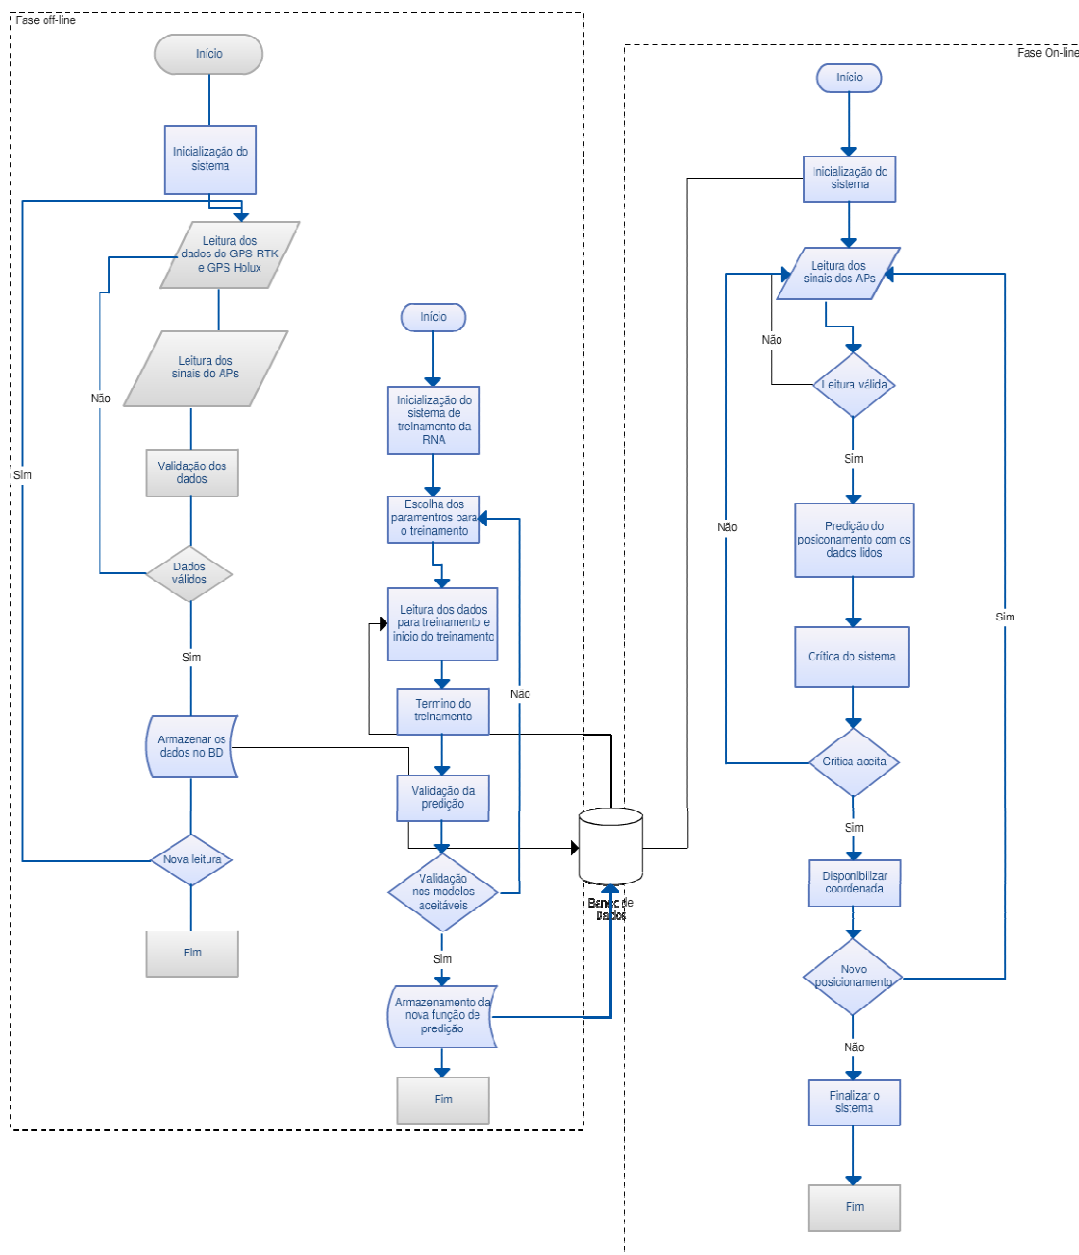 Fase off-line
Início
Inicialização do
sistema
Leitura dos
dados do GPS RTK
e GPS Holux
Leitura dos
sinais do APs
Não
Sim
Validação dos
dados
Dados
válidos
Sim
Armazenar os
dados no BD
Nova leitura
Fim
Início
Inicialização do
sistema de
treinamento da
RNA
Escolha dos
paramentros para
o treinamento
Leitura dos dados
para treinamento e
início do treinamento
Não
Termino do
treinamento
Validação da
predição
Validação
nos modelos
aceitáveis
Sim
Armazenamento da
nova função de
predição
Fim
Banco de
Dados
Fase On-line
Início
Inicialização do
sistema
Leitura dos
sinais dos APs
Não
Leitura válida
Sim
Não
Predição do
posiconamento com os
dados lidos
Sim
Crítica do sistema
Crítica aceita
Sim
Disponibilizar
coordenada
Novo
posicionamento
Não
Finalizar o
sistema
Fim